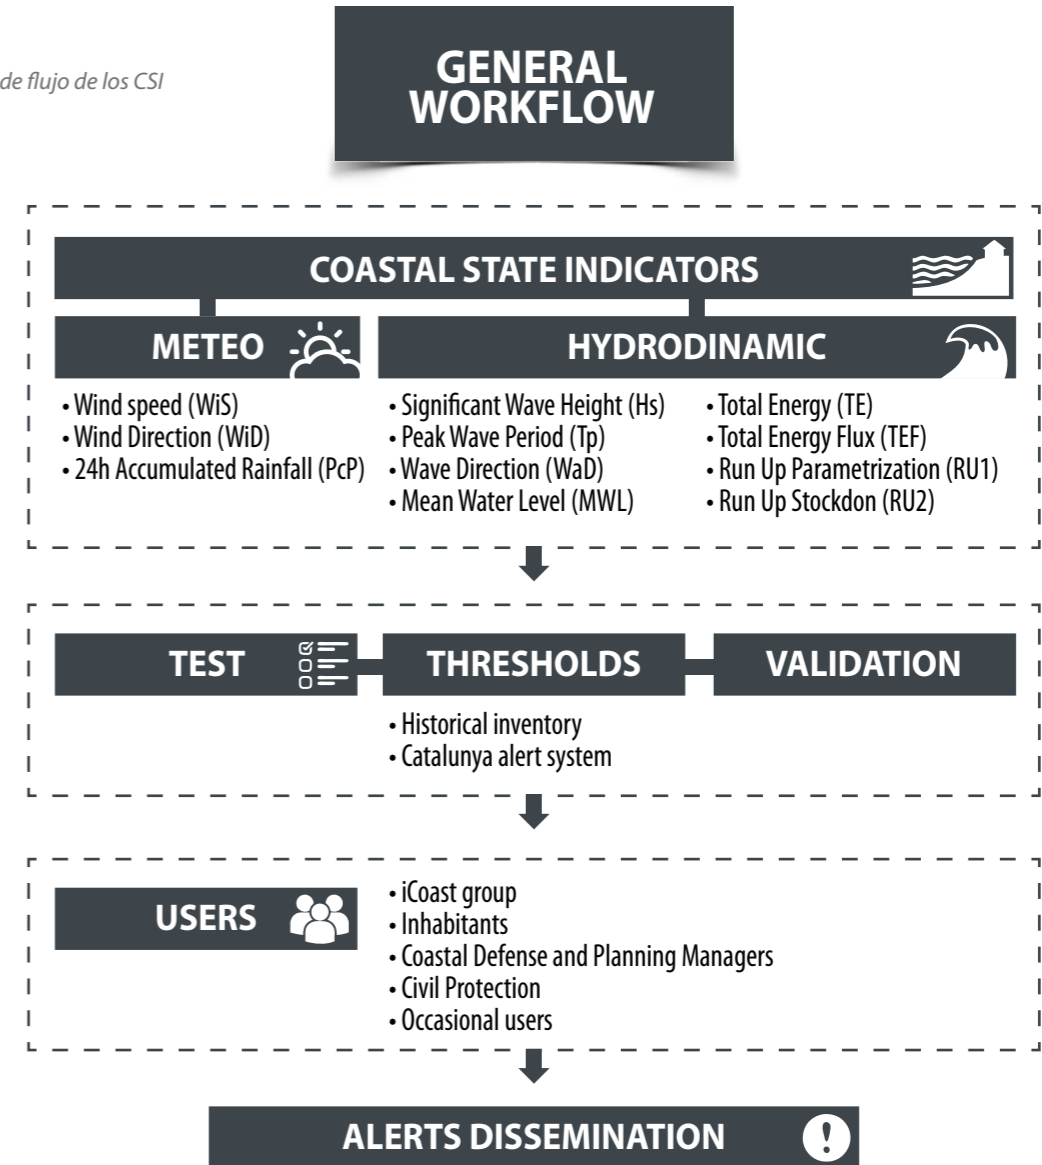 de flujo de los CSI
GENERAL
WORKFLOW
COASTAL STATE INDICATORS
METEO
• Wind speed (WiS)
• Wind Direction (WiD)
• 24h Accumulated Rainfall (PcP)
HYDRODINAMIC
• Significant Wave Height (Hs)
• Peak Wave Period (Tp)
• Wave Direction (WaD)
• Mean Water Level (MWL)
• Total Energy (TE)
• Total Energy Flux (TEF)
• Run Up Parametrization (RU1)
• Run Up Stockdon (RU2)
TEST
THRESHOLDS
• Historical inventory
• Catalunya alert system
VALIDATION
USERS
• iCoast group
• Inhabitants
• Coastal Defense and Planning Managers
• Civil Protection
• Occasional users
ALERTS DISSEMINATION